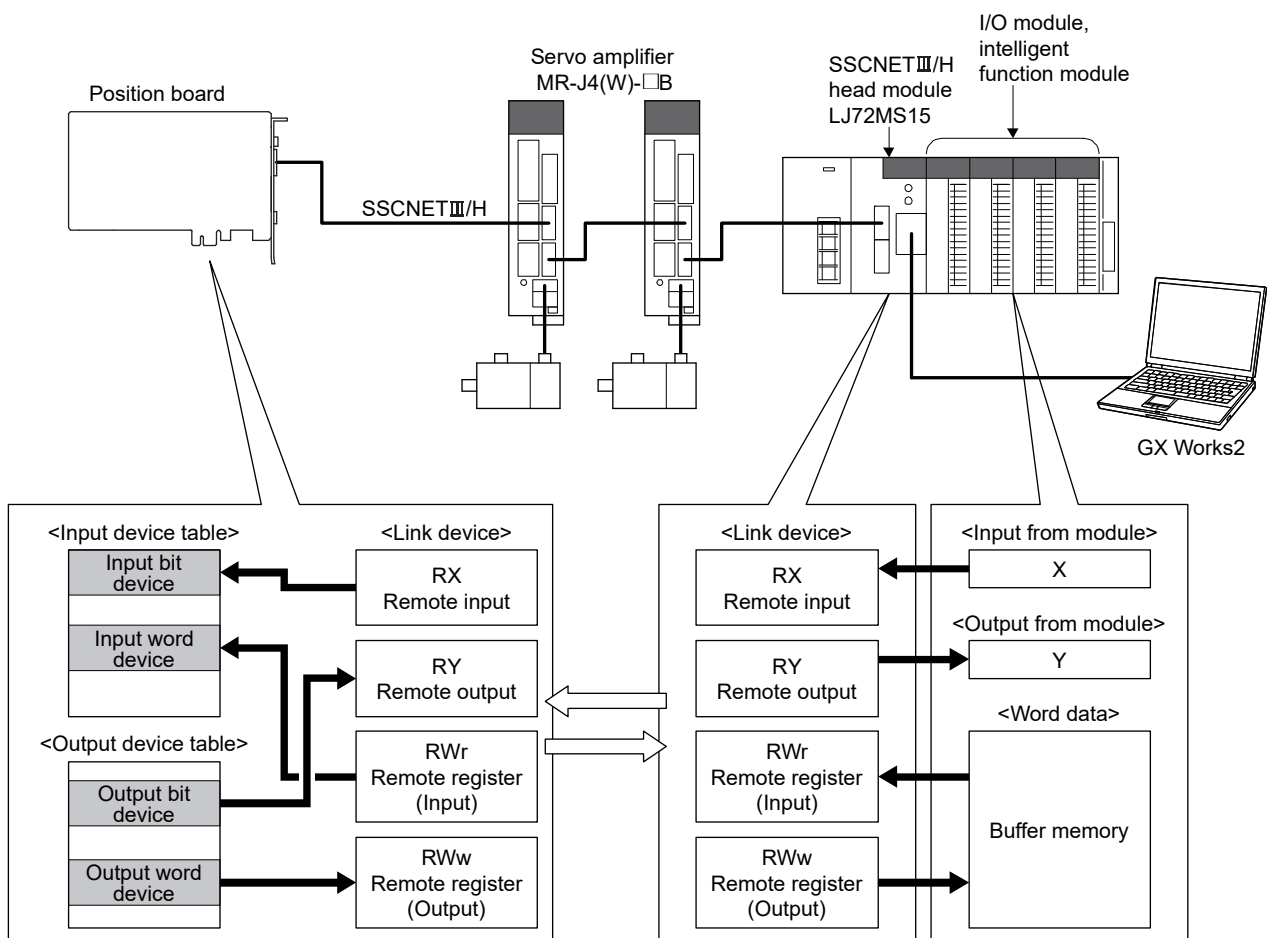 I/O module,
intelligent
function module
Servo amplifier
MR-J4(W)-□B
SSCNETⅢ/H
head module
LJ72MS15
Position board
SSCNETⅢ/H
GX Works2
<Input device table>
Input bit
device
Input word
device
<Output device table>
Output bit
device
Output word
device
<Link device>
RX
Remote input
RY
Remote output
RWr
Remote register
(Input)
RWw
Remote register
(Output)
<Link device>
RX
Remote input
RY
Remote output
RWr
Remote register
(Input)
RWw
Remote register
(Output)
<Input from module>
X
<Output from module>
Y
<Word data>
Buffer memory